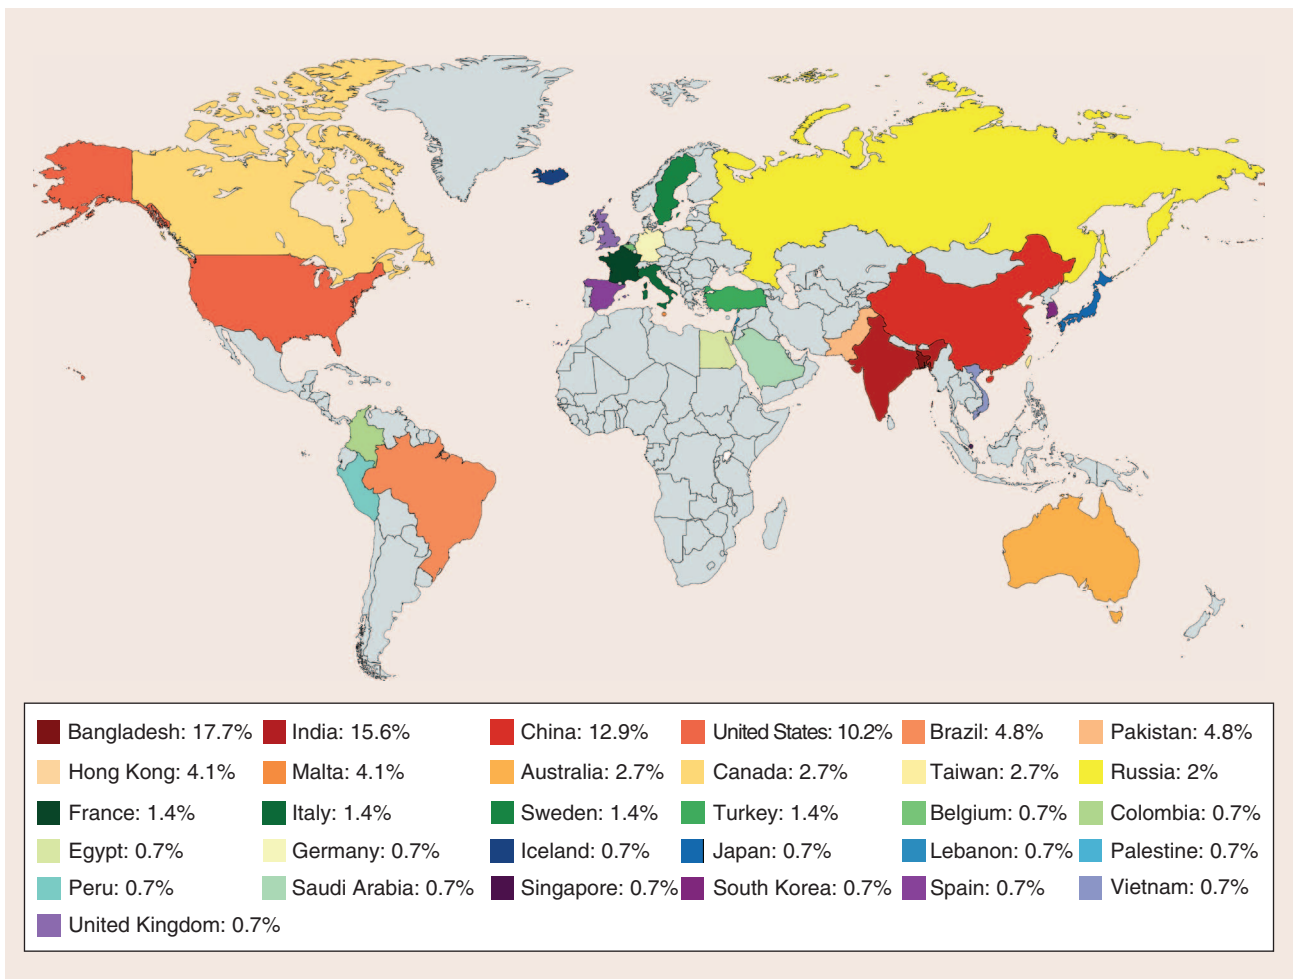 Bangladesh: 17.7% India: 15.6% China: 12.9% United States: 10.2% Brazil: 4.8% Pakistan: 4.8%
Hong Kong: 4.1% Malta: 4.1% Australia: 2.7% Canada: 2.7% Taiwan: 2.7% Russia: 2%
France: 1.4% Italy: 1.4% Sweden: 1.4% Turkey: 1.4% Belgium: 0.7% Colombia: 0.7%
Egypt: 0.7% Germany: 0.7% Iceland: 0.7% Japan: 0.7% Lebanon: 0.7% Palestine: 0.7%
Peru: 0.7% Saudi Arabia: 0.7% Singapore: 0.7% South Korea: 0.7% Spain: 0.7% Vietnam: 0.7%
United Kingdom: 0.7%